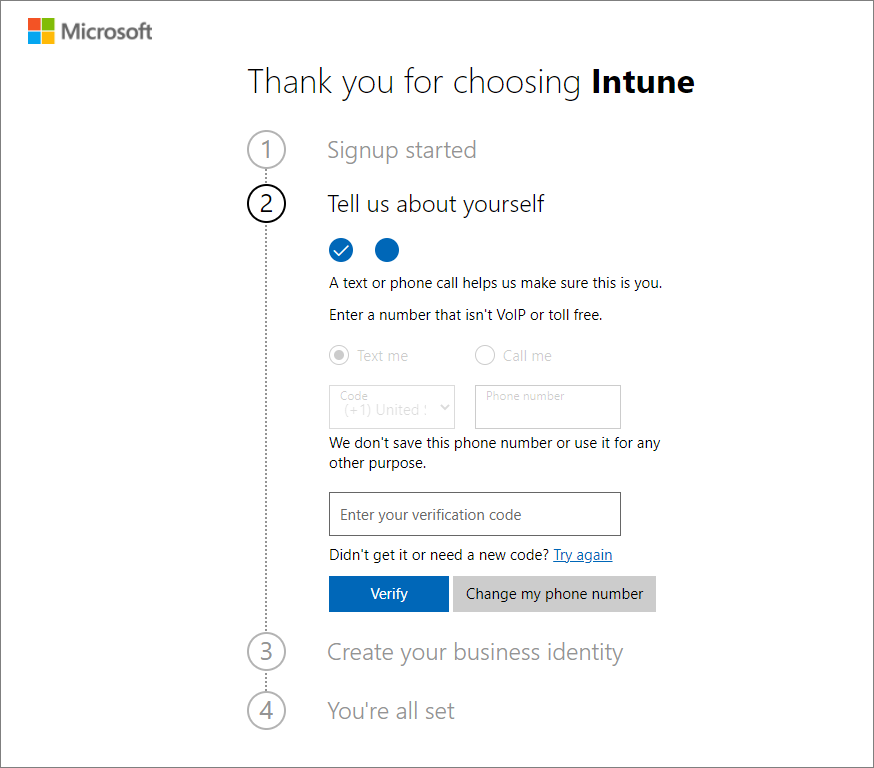 Microsoft
Thank you for choosing Intune
1 Signup started
2 Tell us about yourself
A text or phone call helps us make sure this is you.
Enter a number that isn't VoIP or toll free.
Text me Call me
Code Phone number
(+1) United
We don't save this phone number or use it for any
other purpose.
Enter your verification code
Didn't get it or need a new code? Try again
Verify Change my phone number
3 Create your business identity
4 You're all set